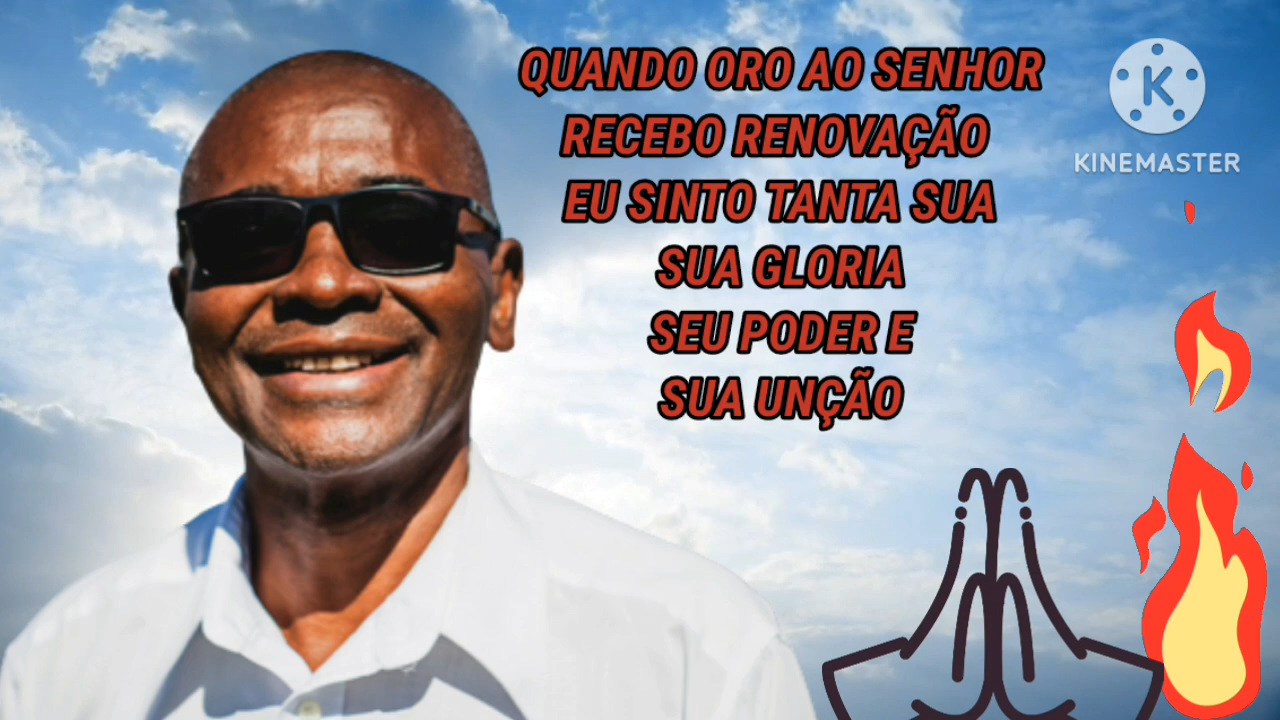 QUANDO ORO AO SENHOR
RECEBO RENOVAÇÃO
EU SINTO TANTA SUA
SUA GLORIA
SEU PODER E
SUA UNÇÃO
K
KINEMASTER